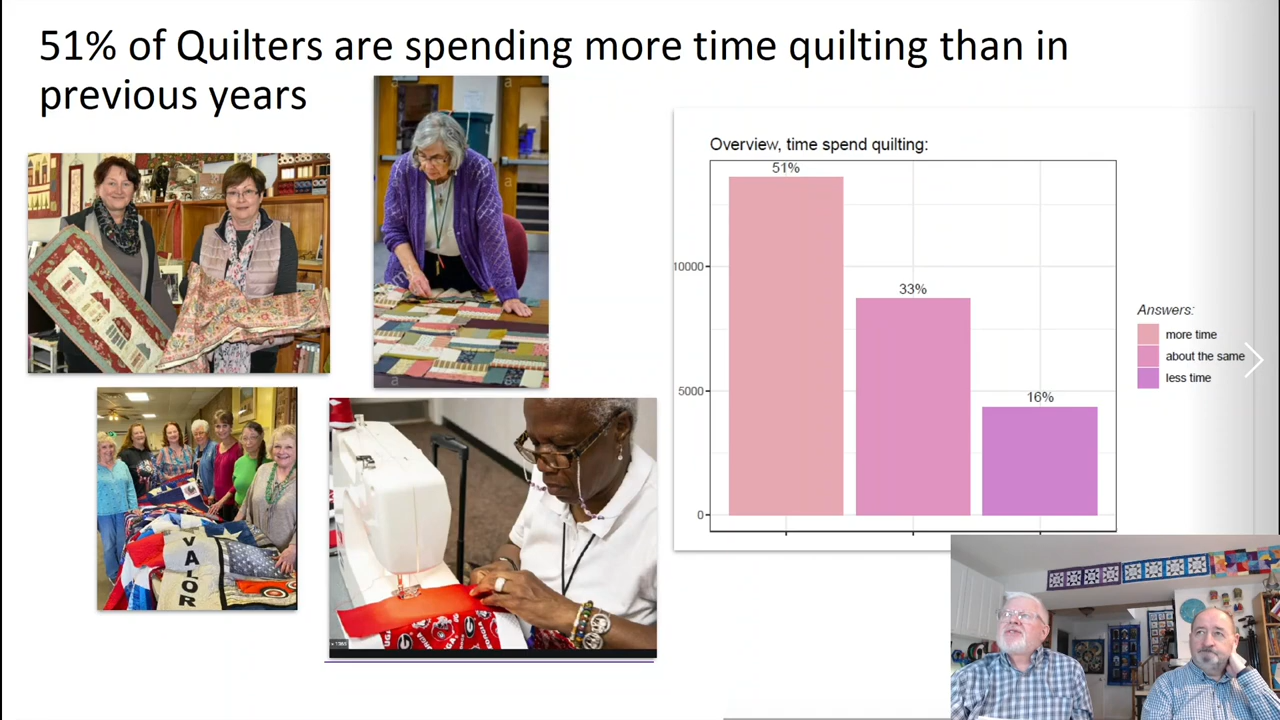 51% of Quilters are spending more time quilting than in
previous years
Overview, time spend quilting:
51%
33%
16%
10000
5000
0
Answers:
more time
about the same
less time
VALOR
GEORGIA